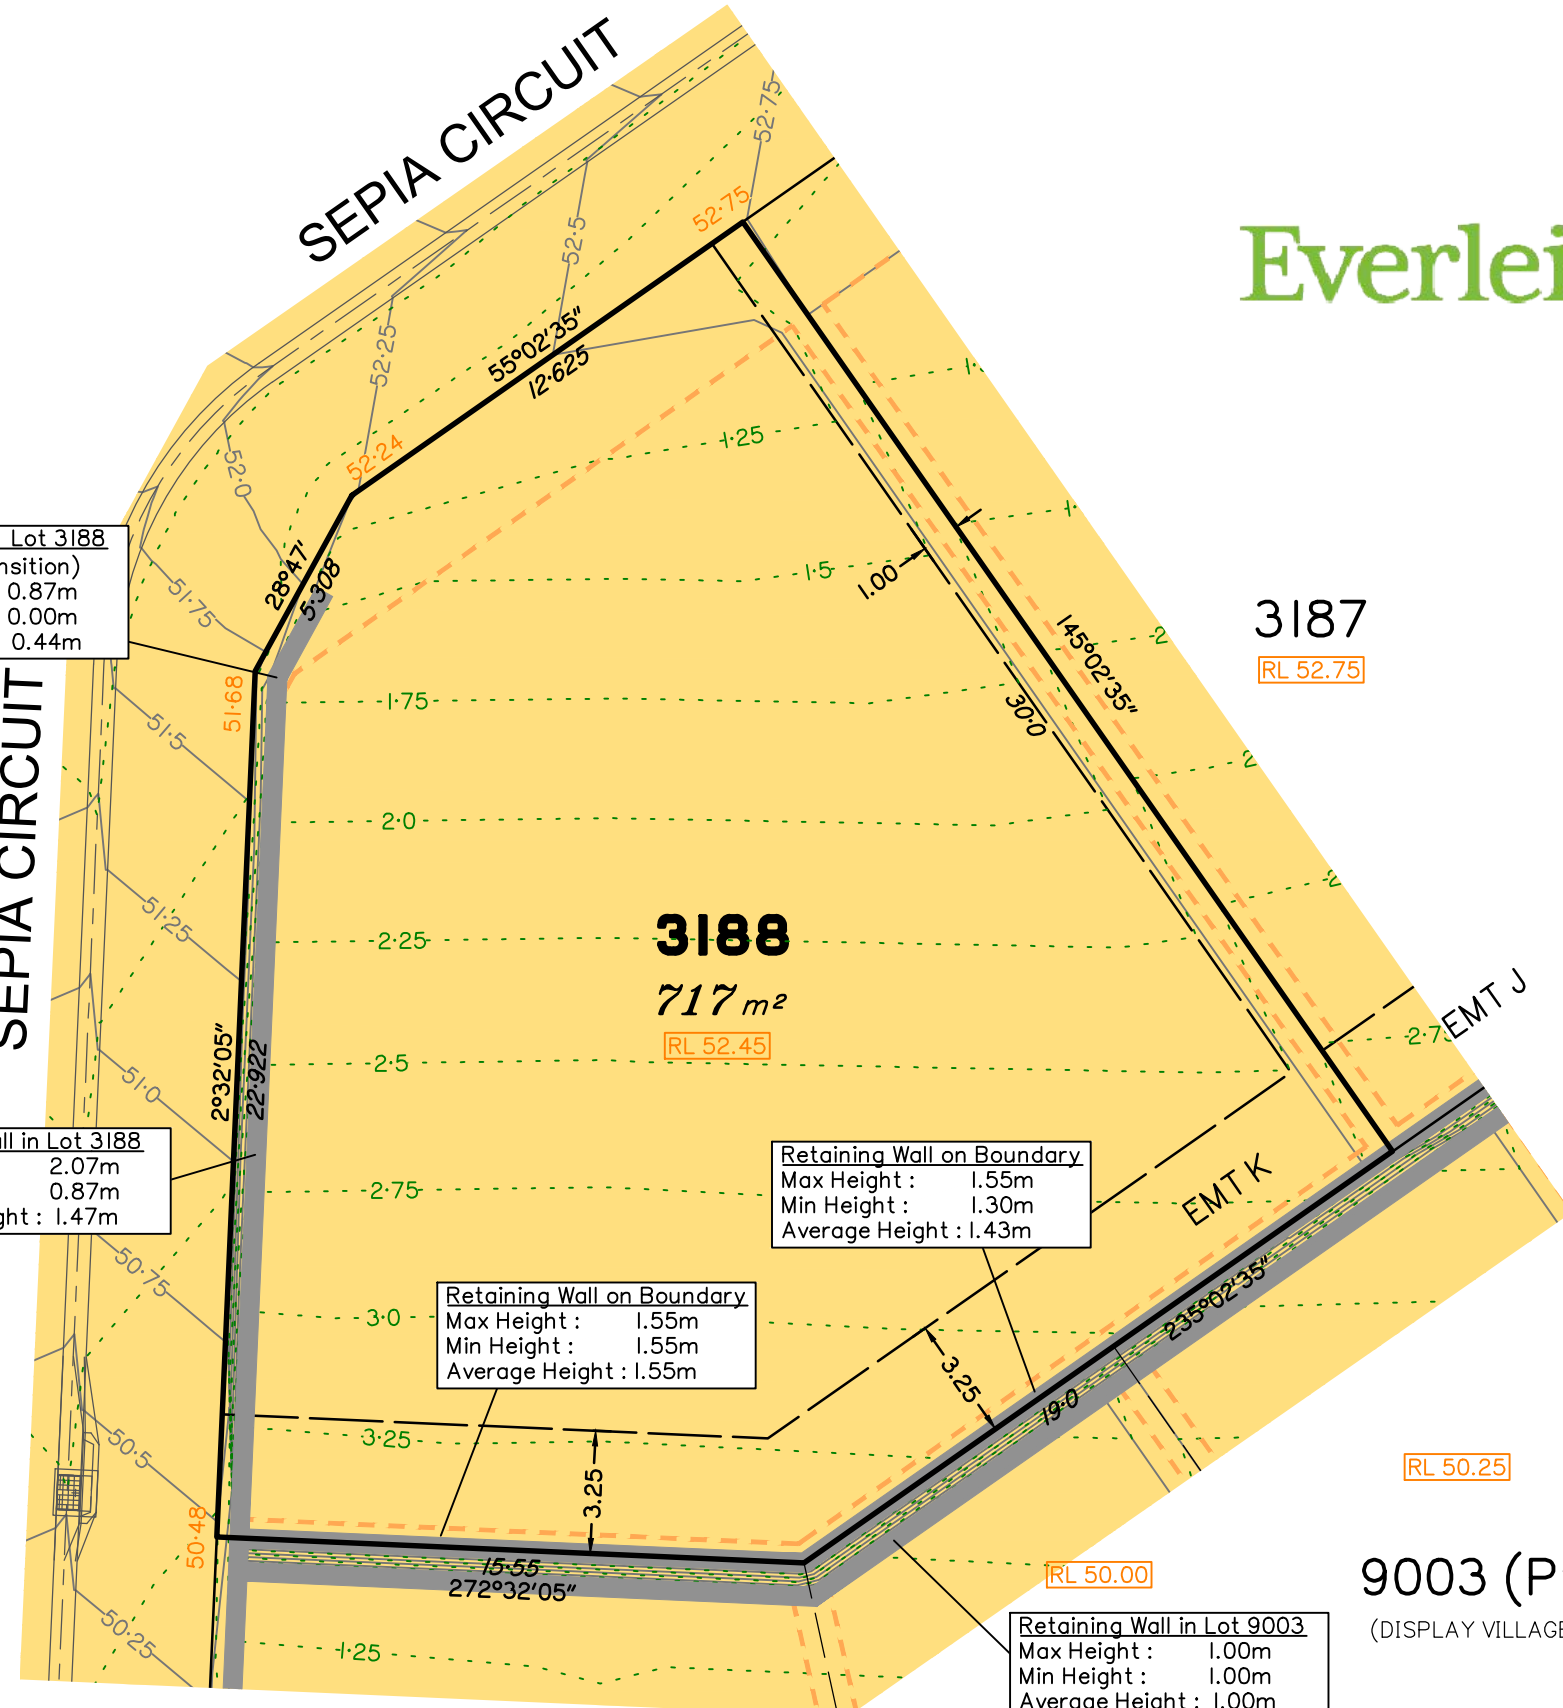 SEPIA CIRCUIT
52·75
52·75
Everlei
52·5
52·25
55°02'35"
12·625
52·24
1·25
52·0
Lot 3188
nsition)
0.87m
0.00m
0.44m
28°47'
5·308
1·5
1.00
51·75
3187
RL 52.75
145°02'35"
30·0
51·68
1·75
SEPIA CIRCUIT
51·5
2·0
51·25
2·25
3188
717 m²
RL 52.45
2·5
EMT J
2·75
2°32'05"
22·922
51·0
all in Lot 3188
2.07m
0.87m
ght : 1.47m
2·75
Retaining Wall on Boundary
Max Height : 1.55m
Min Height : 1.30m
Average Height : 1.43m
EMT K
50·75
Retaining Wall on Boundary
Max Height : 1.55m
Min Height : 1.55m
Average Height : 1.55m
3·0
235°02'35"
3.25
19·0
3·25
50·5
3.25
RL 50.25
50·48
15·55
272°32'05"
RL 50.00
9003 (P
(DISPLAY VILLAGE
50·25
1·25
Retaining Wall in Lot 9003
Max Height : 1.00m
Min Height : 1.00m
Average Height : 1.00m